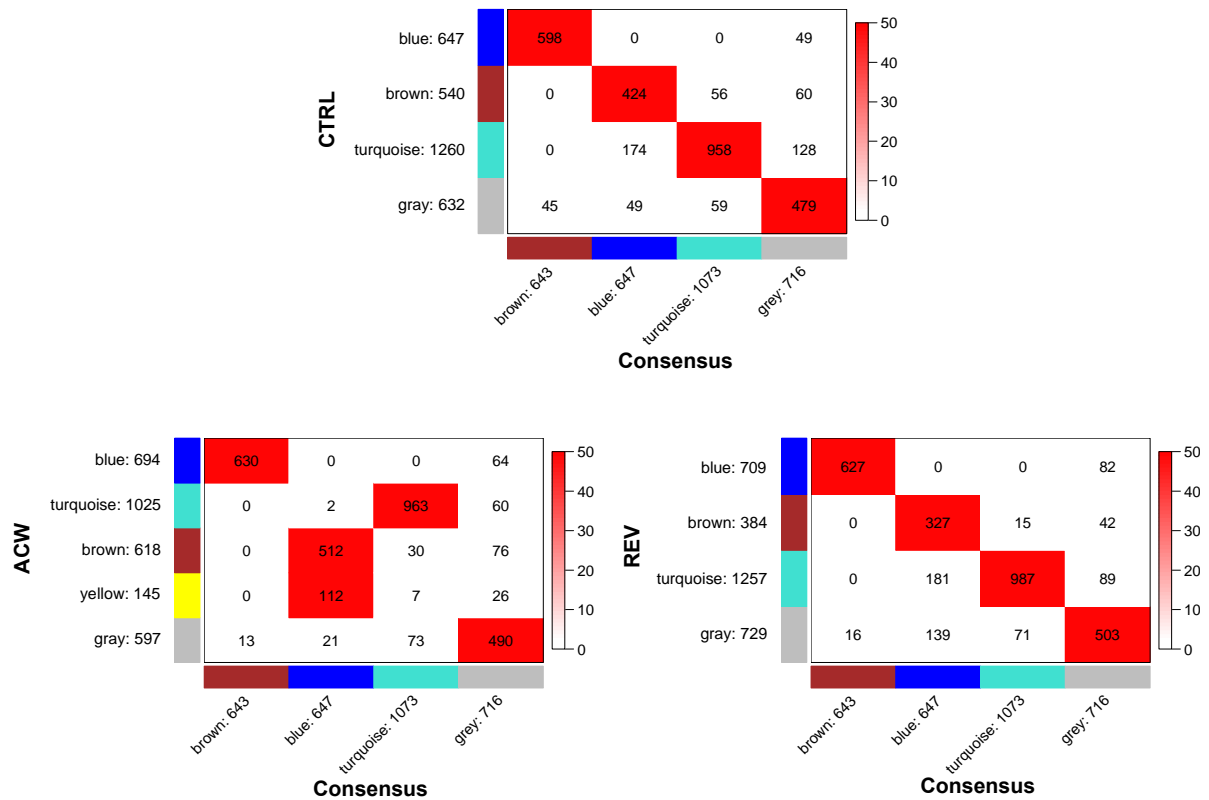 CTRL
blue: 647 598 0 0 49
brown: 540 0 424 56 60
turquoise: 1260 0 174 958 128
gray: 632 45 49 59 479
50
40
30
20
10
0
brown: 643
blue: 647
turquoise: 1073
grey: 716
Consensus
ACW
blue: 694 630 0 0 64
turquoise: 1025 0 2 963 60
brown: 618 0 512 30 76
yellow: 145 0 112 7 26
gray: 597 13 21 73 490
50
40
30
20
10
0
brown: 643
blue: 647
turquoise: 1073
grey: 716
Consensus
REV
blue: 709 627 0 0 82
brown: 384 0 327 15 42
turquoise: 1257 0 181 987 89
gray: 729 16 139 71 503
50
40
30
20
10
0
brown: 643
blue: 647
turquoise: 1073
grey: 716
Consensus